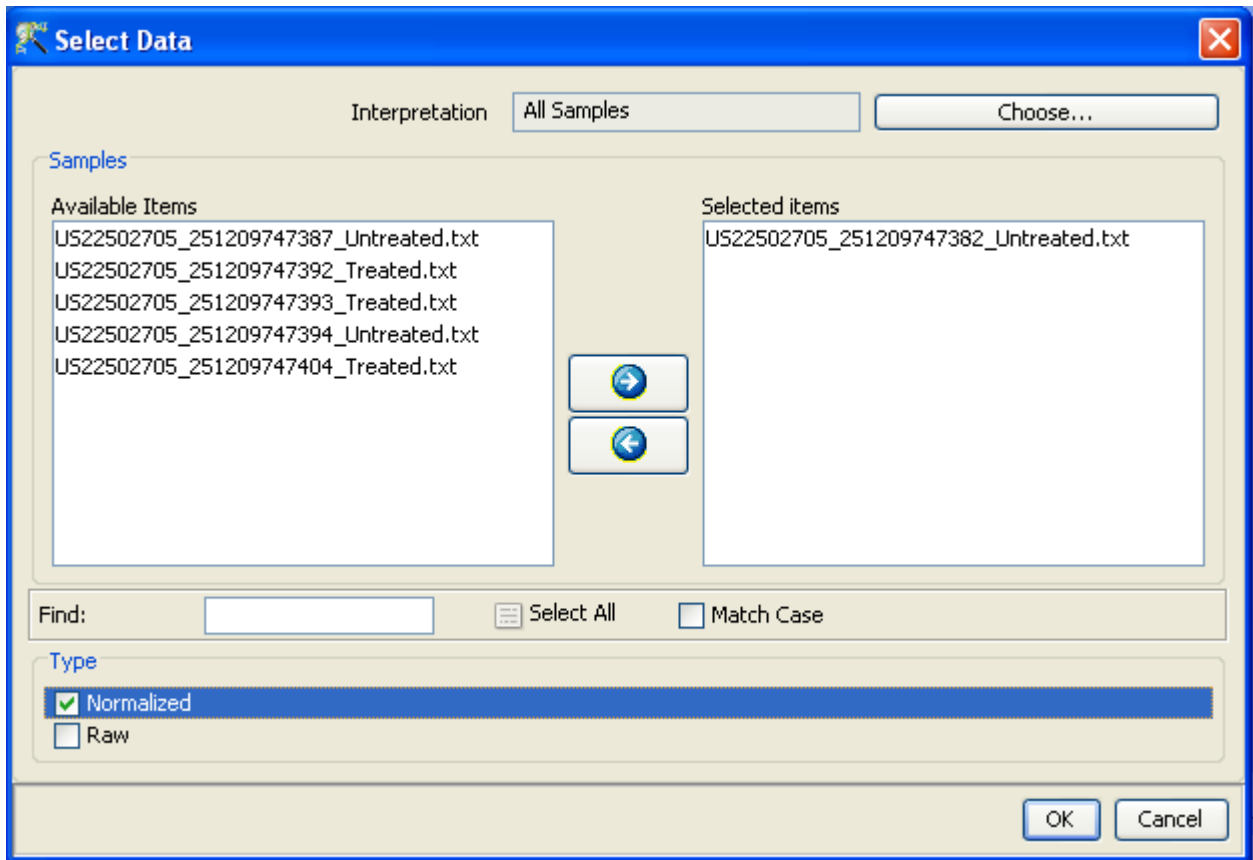 Select Data
Interpretation All Samples Choose...
Samples
Available Items
US22502705_251209747387_Untreated.txt
US22502705_251209747392_Treated.txt
US22502705_251209747393_Treated.txt
US22502705_251209747394_Untreated.txt
US22502705_251209747404_Treated.txt
Selected items
US22502705_251209747382_Untreated.txt
Find: Select All Match Case
Type
Normalized
Raw
OK Cancel